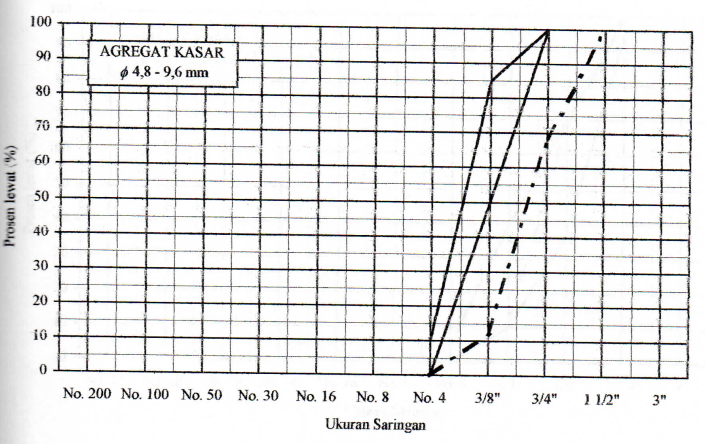 100
AGREGAT KASAR
ϕ 4,8 - 9,6 mm
90
80
70
60
50
40
30
20
10
0
Prosen lewat (%)
No. 200 No. 100 No. 50 No. 30 No. 16 No. 8 No. 4 3/8" 3/4" 1 1/2" 3"
Ukuran Saringan